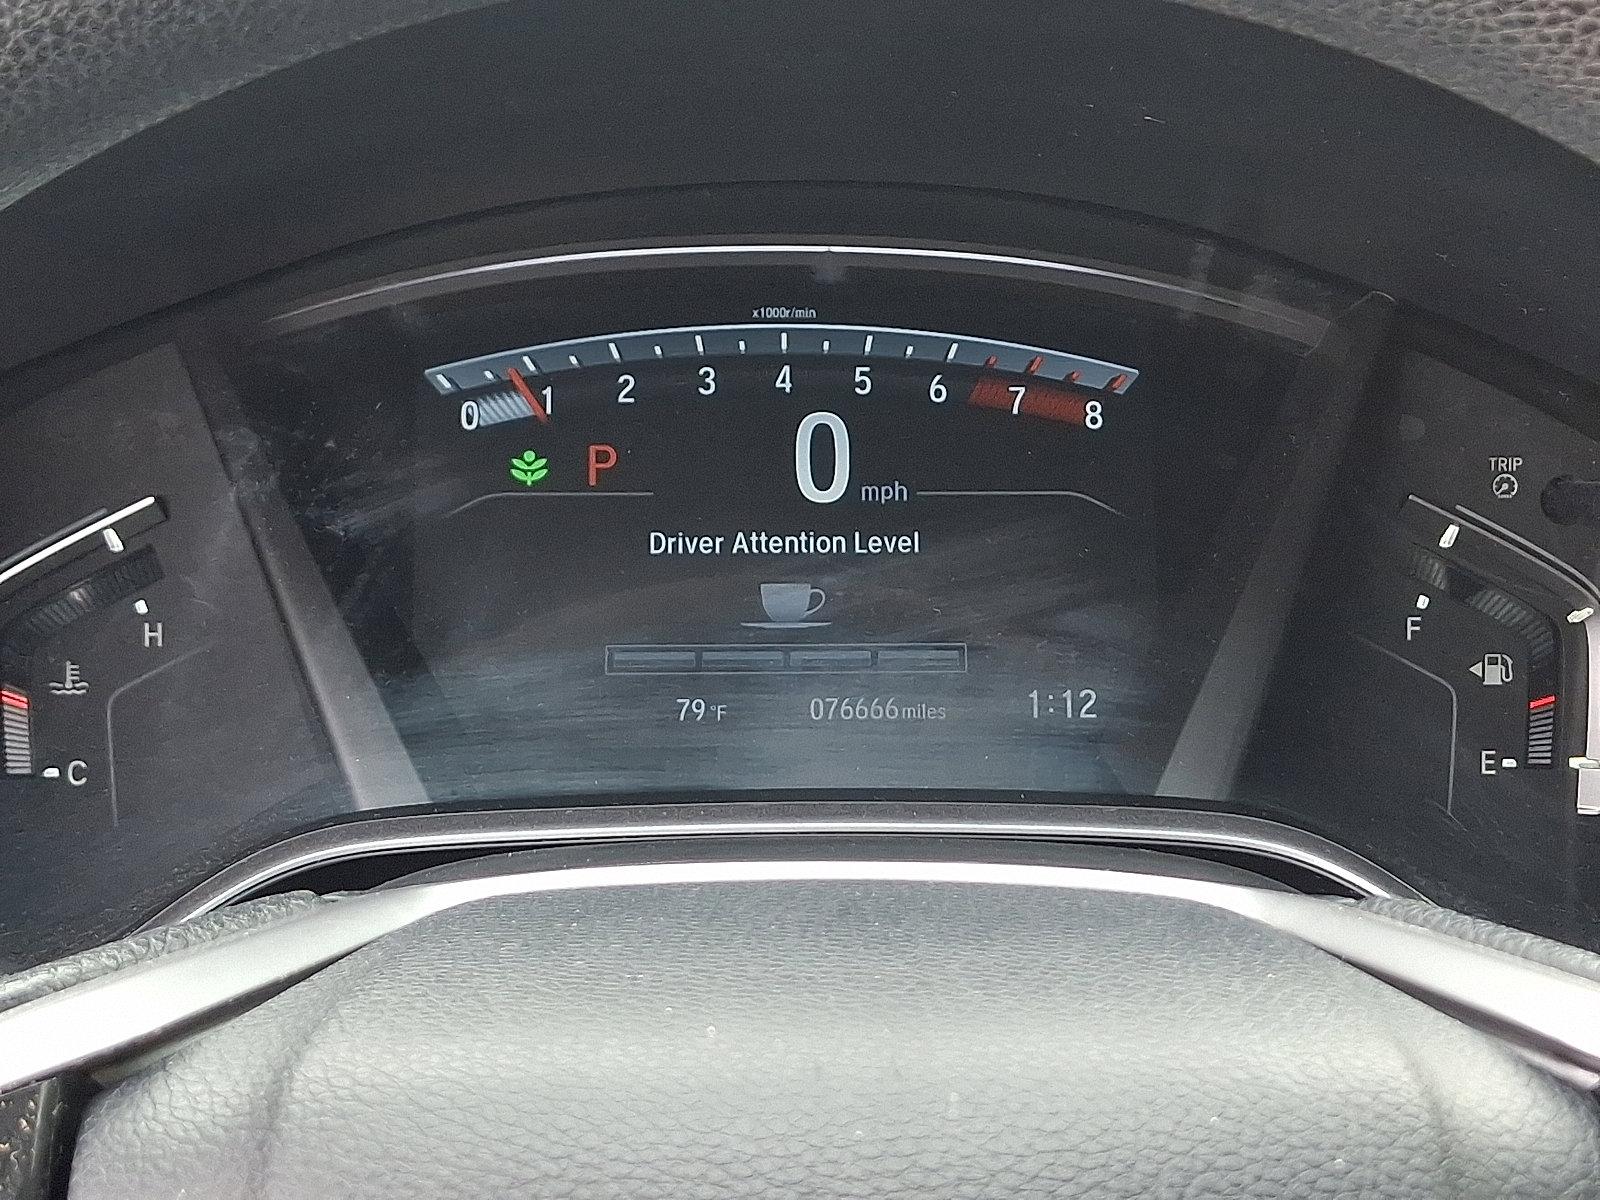 x1000r/min
0 1 2 3 4 5 6 7 8
P 0 mph
TRIP
Driver Attention Level
H
F
C
E
79°F 076666 miles 1:12